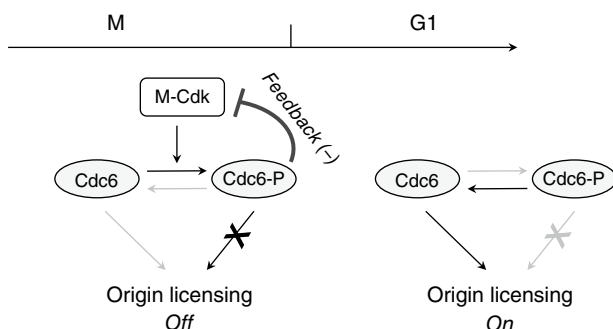 M
G1
M-Cdk
Feedback (–)
Cdc6
Cdc6-P
Cdc6
Cdc6-P
Origin licensing
Off
Origin licensing
On